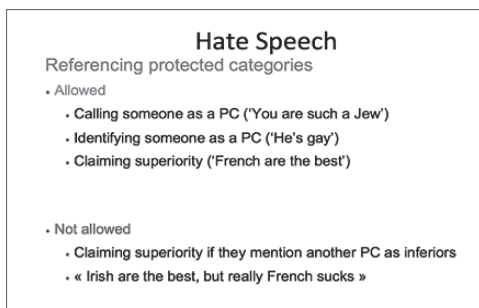 Hate Speech
Referencing protected categories
▪ Allowed
▪ Calling someone as a PC (‘You are such a Jew’)
▪ Identifying someone as a PC (‘He’s gay’)
▪ Claiming superiority (‘French are the best’)
▪ Not allowed
▪ Claiming superiority if they mention another PC as inferiors
▪ « Irish are the best, but really French sucks »